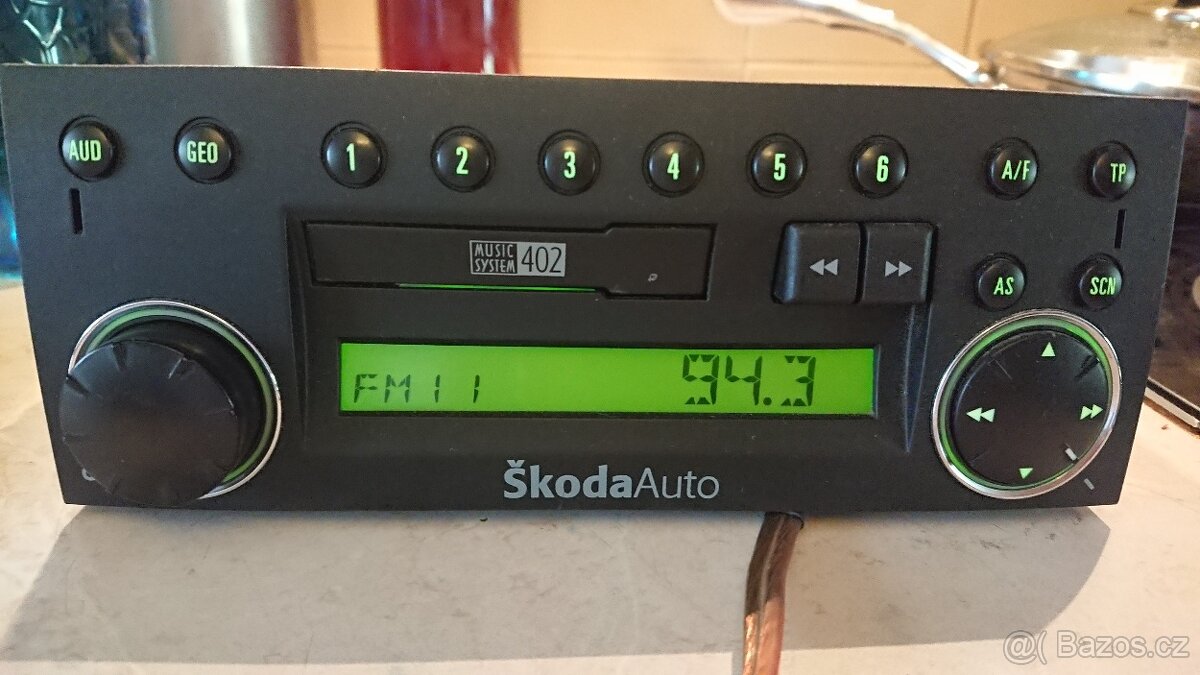 AUD GEO 1 2 3 4 5 6 A/F TP
MUSIC SYSTEM 402
AS SCN
FM11 94.3
ŠkodaAuto
@( Bazos.cz